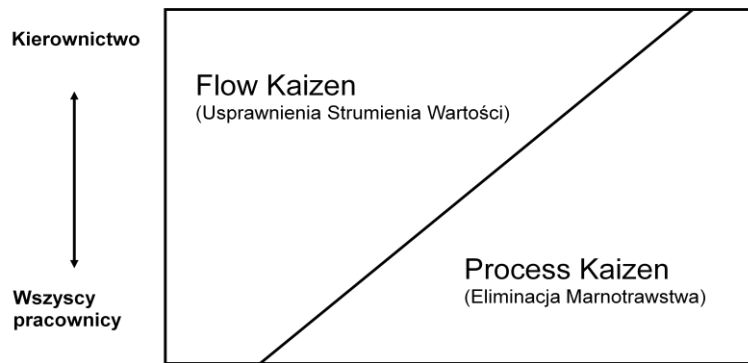 Kierownictwo
Flow Kaizen
(Usprawnienia Strumienia Wartości)
Process Kaizen
(Eliminacja Marnotrawstwa)
Wszyscy
pracownicy